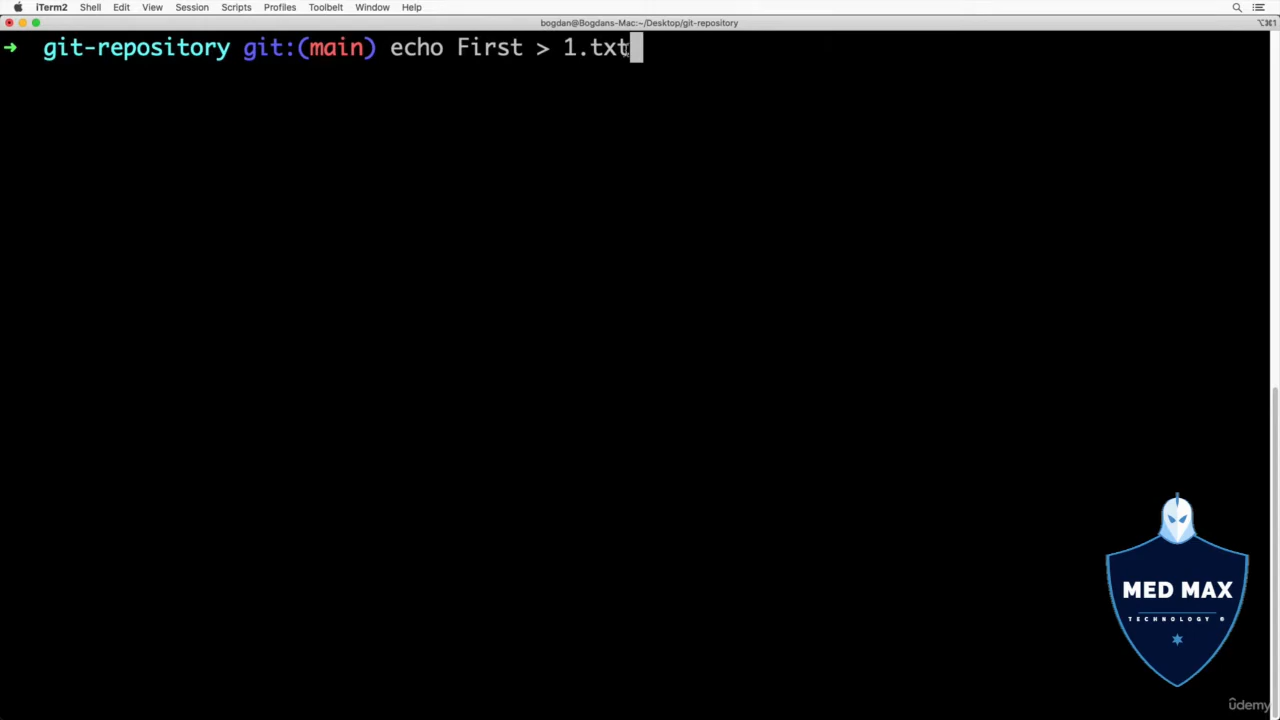 iTerm2 Shell Edit View Session Scripts Profiles Toolbelt Window Help
bogdan@Bogdans-Mac:~/Desktop/git-repository
⌥⌘1
➜ git-repository git:(main) echo First > 1.txt
MED MAX
TECHNOLOGY ©
udemy